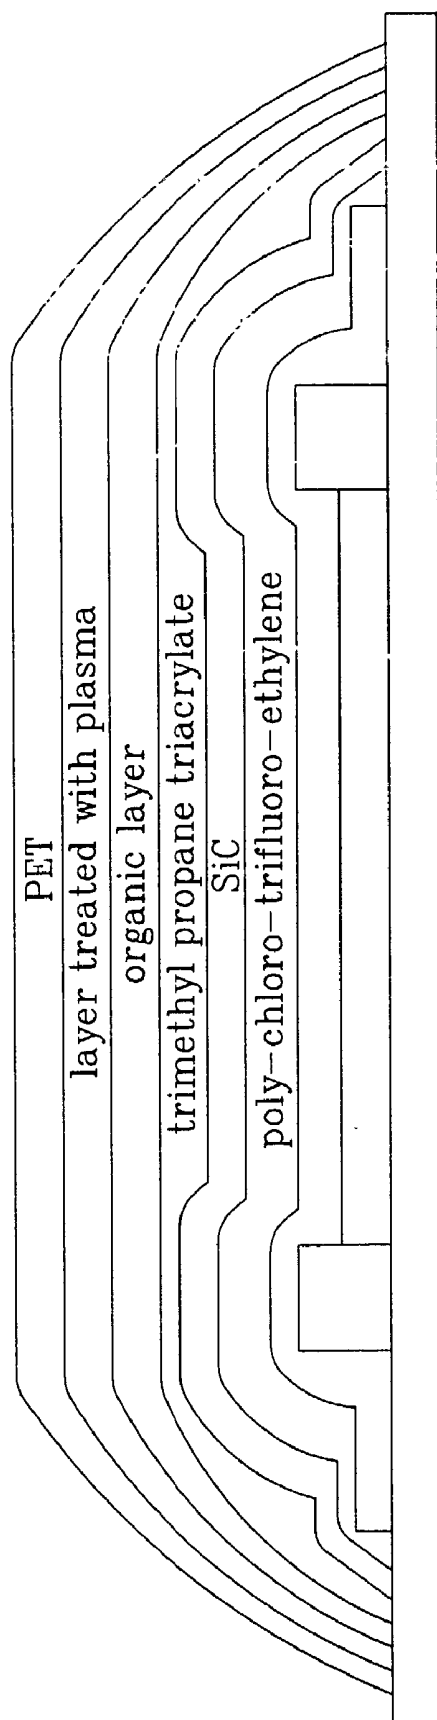 PET
layer treated with plasma
organic layer
trimethyl propane triacrylate
SiC
poly-chloro-trifluoro-ethylene